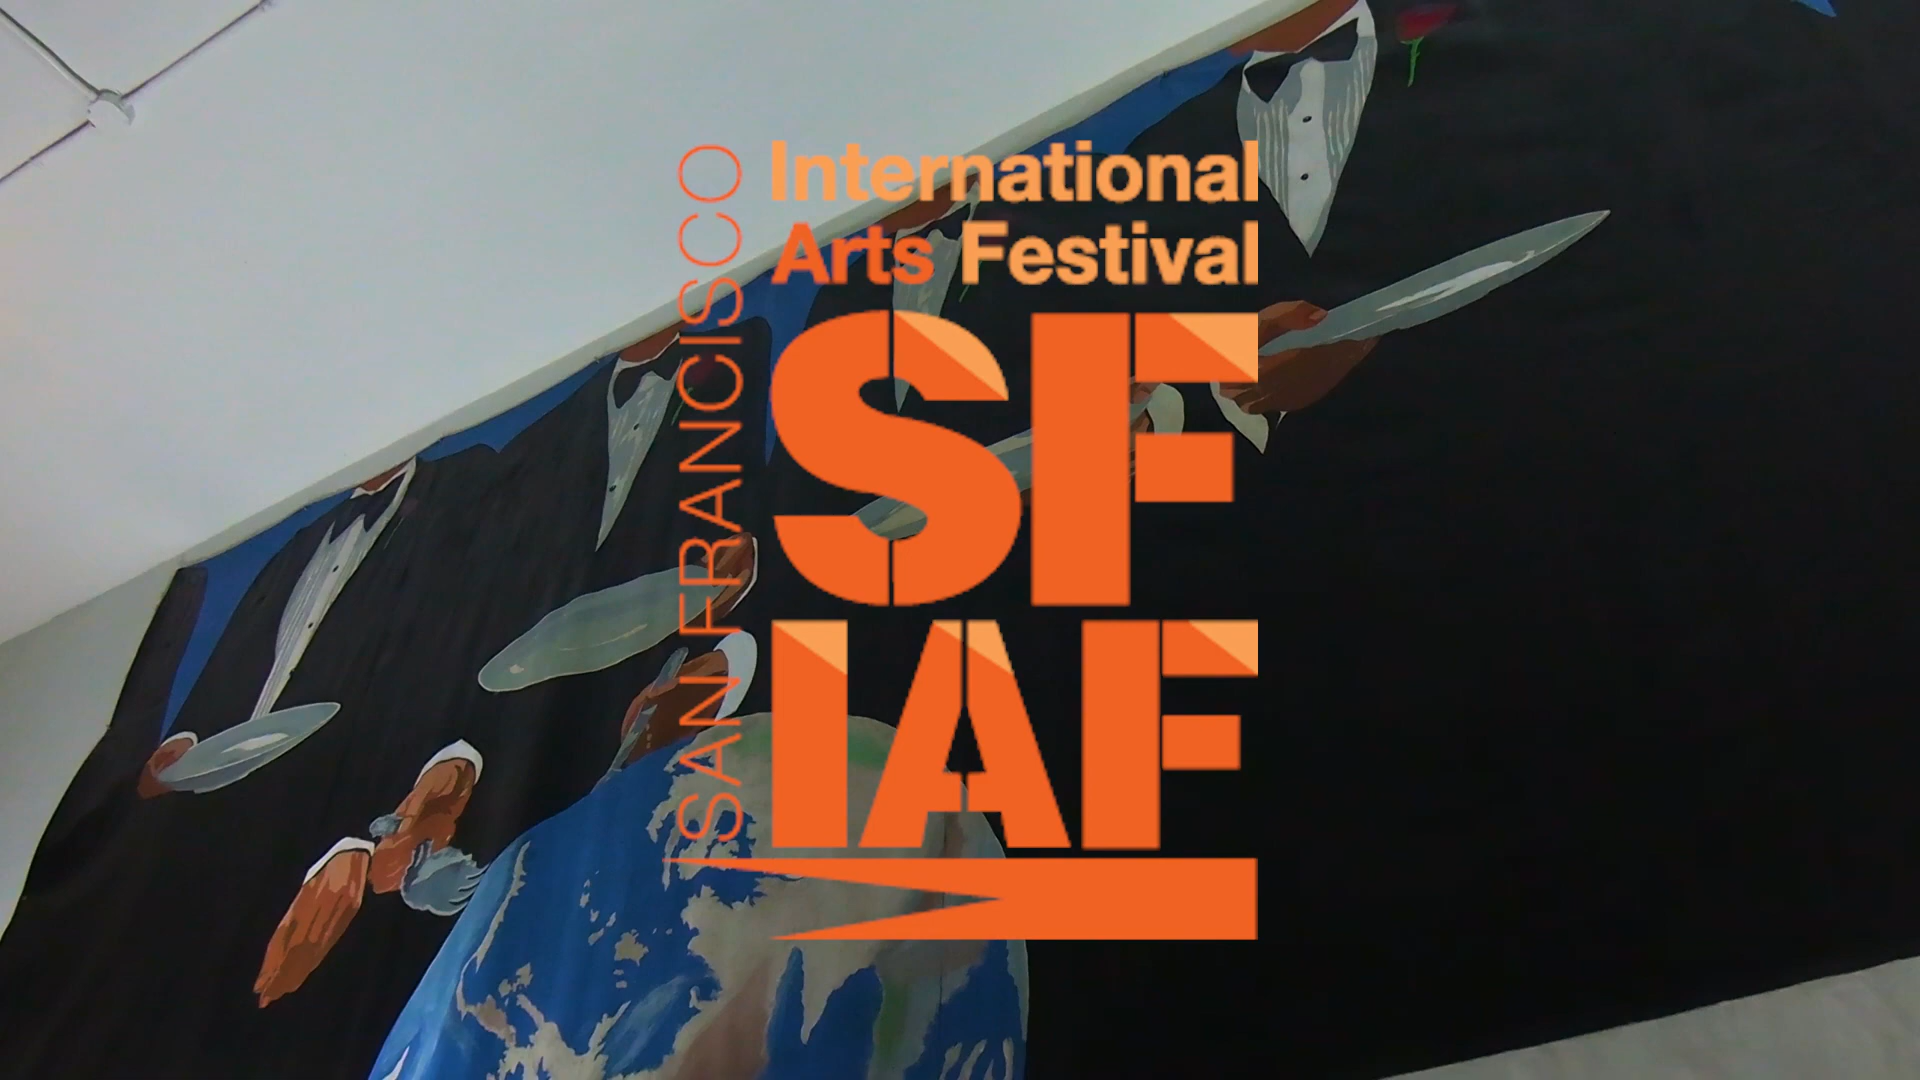 SAN FRANCISCO
International
Arts Festival
SF
IAF